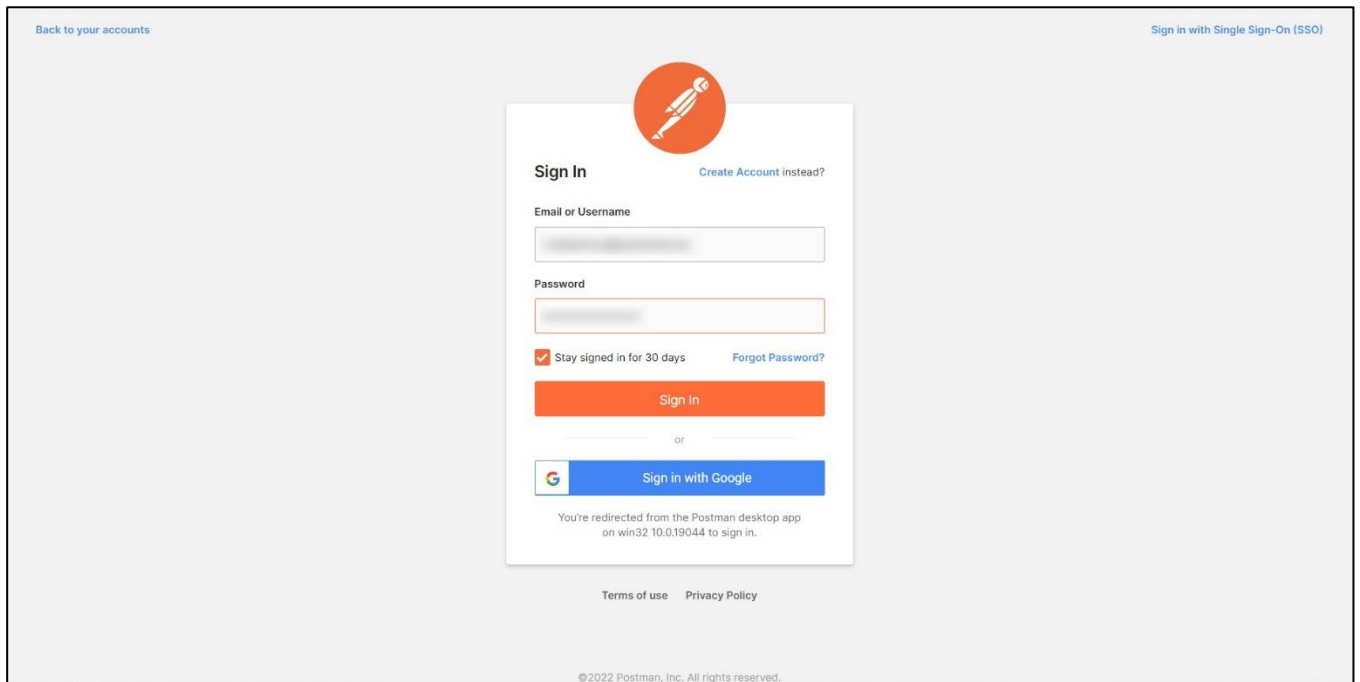 Back to your accounts
Sign in with Single Sign-On (SSO)
Sign In
Create Account instead?
Email or Username
Password
Stay signed in for 30 days
Forgot Password?
Sign In
or
G
Sign in with Google
You're redirected from the Postman desktop app
on win32 10.0.19044 to sign in.
Terms of use
Privacy Policy
©2022 Postman, Inc. All rights reserved.